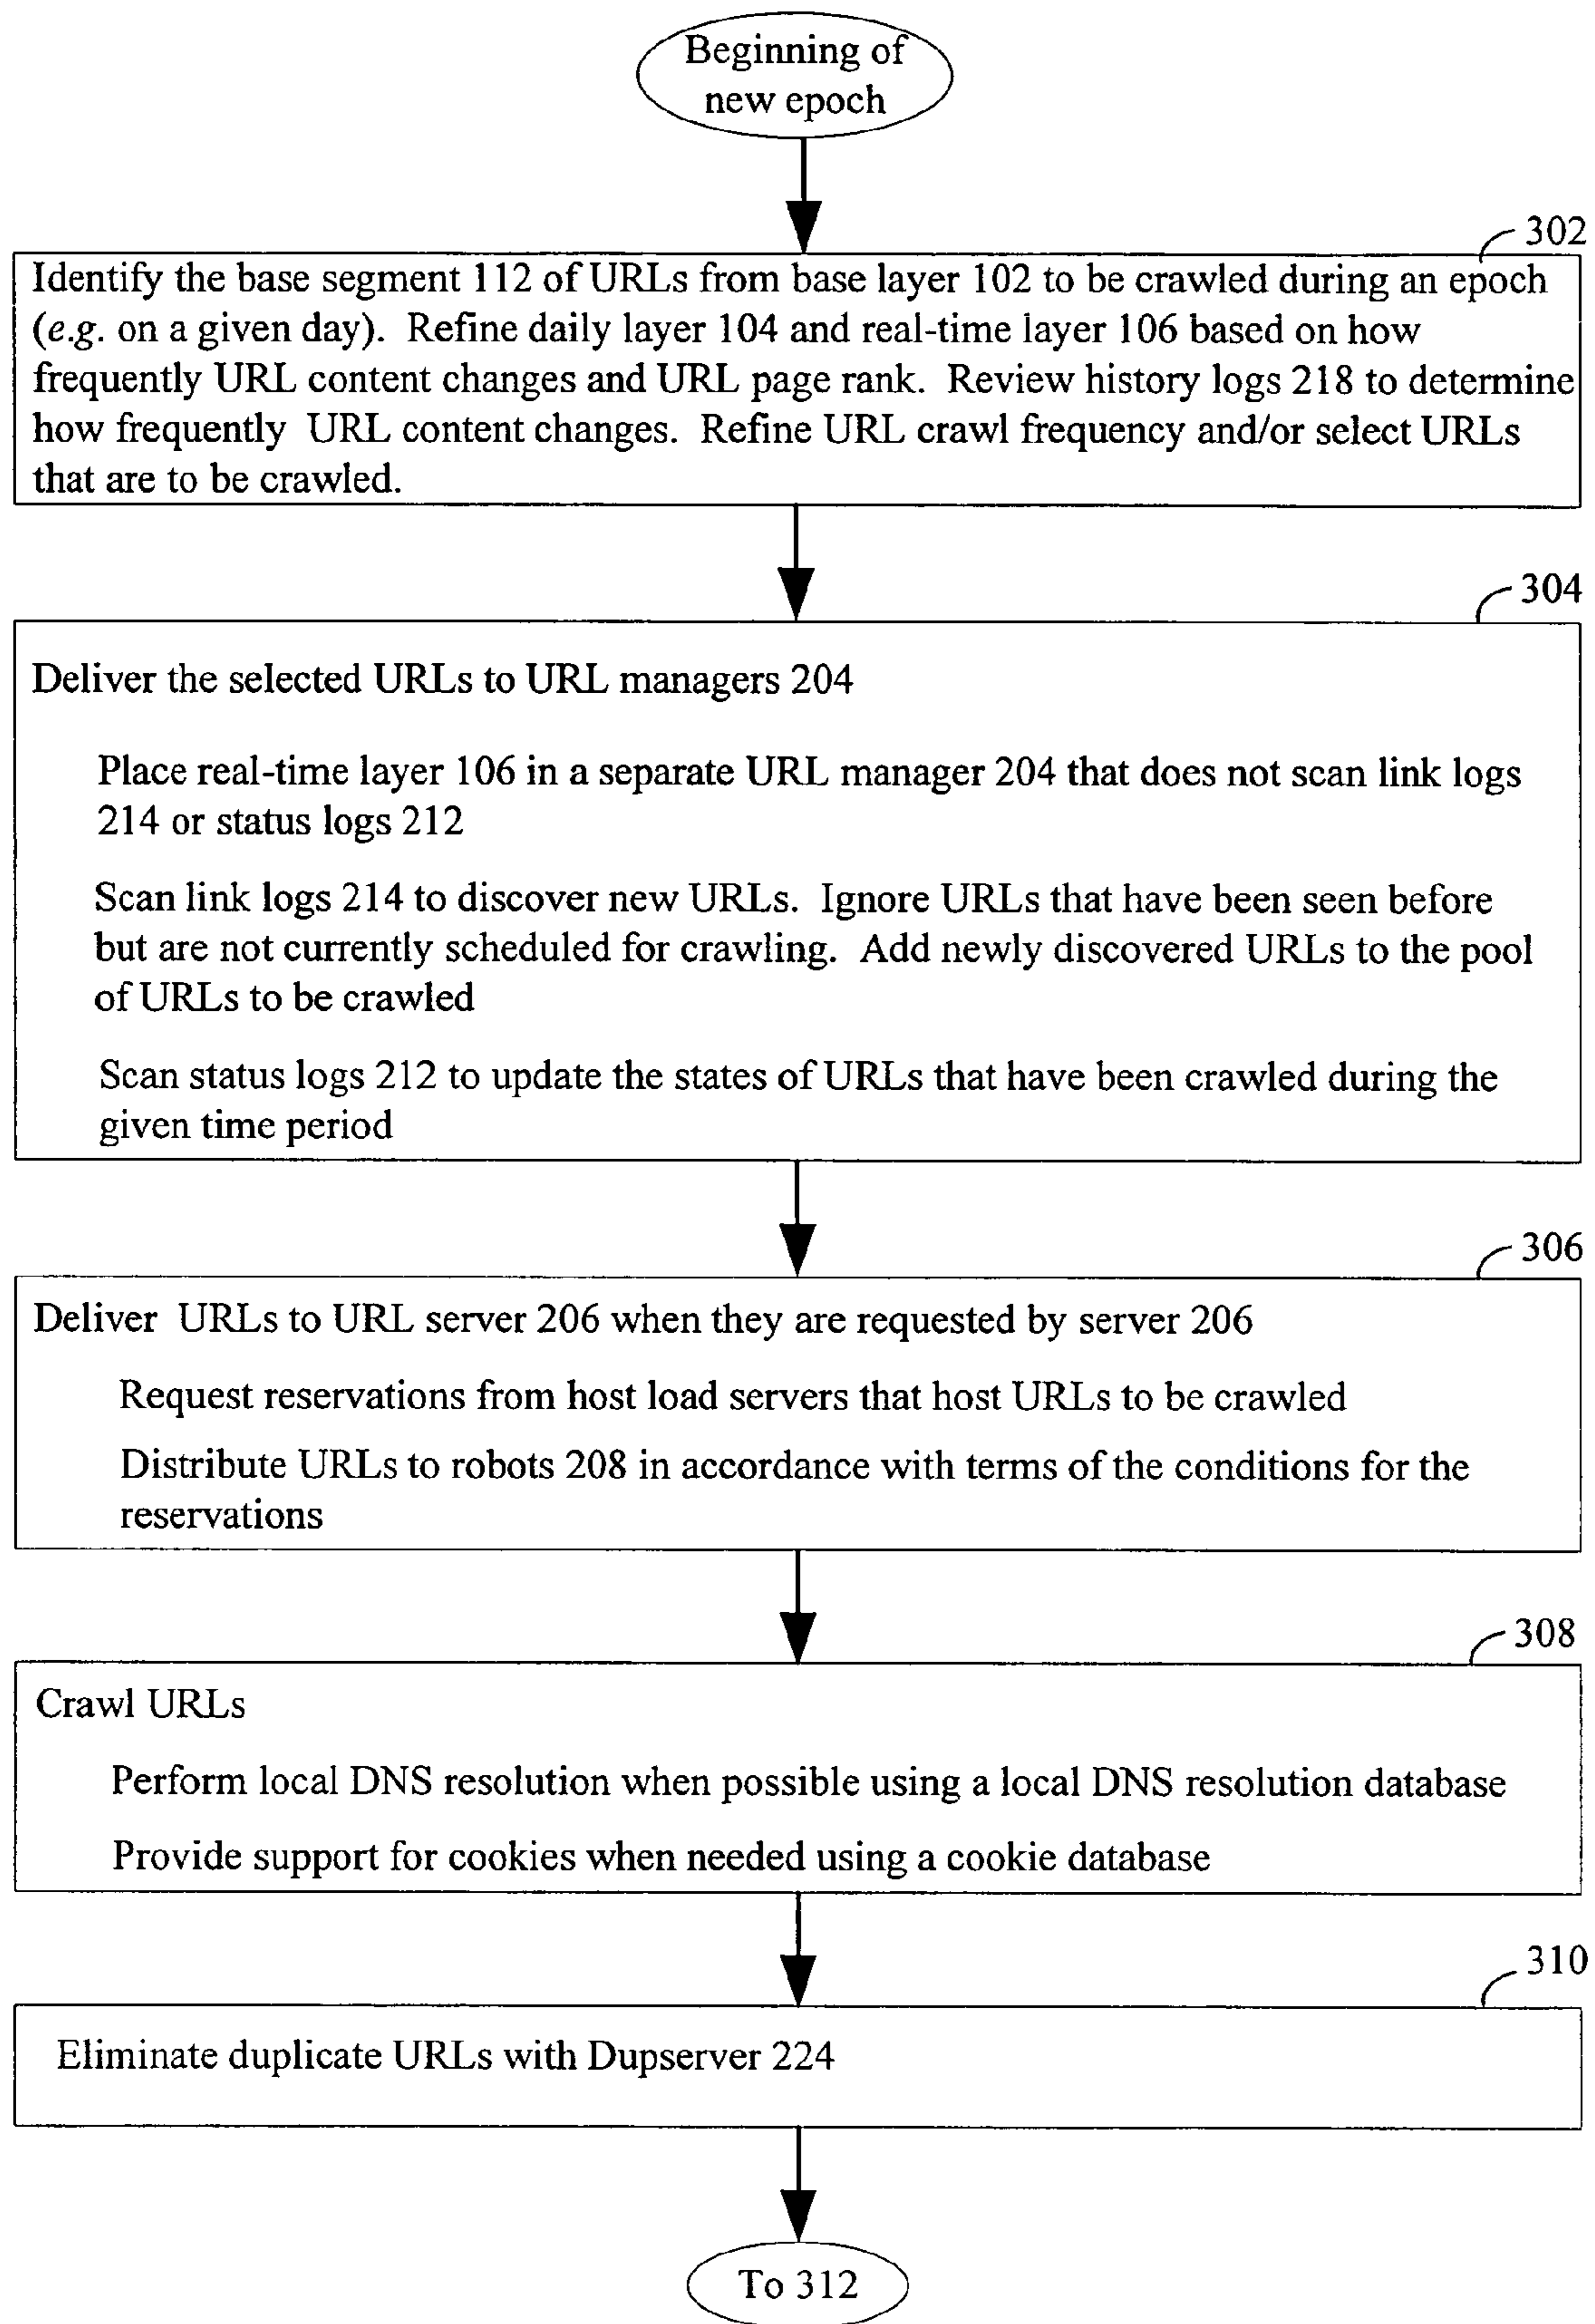 Beginning of
new epoch
302
Identify the base segment 112 of URLs from base layer 102 to be crawled during an epoch
(e.g. on a given day).  Refine daily layer 104 and real-time layer 106 based on how
frequently URL content changes and URL page rank.  Review history logs 218 to determine
how frequently  URL content changes.  Refine URL crawl frequency and/or select URLs
that are to be crawled.
304
Deliver the selected URLs to URL managers 204
Place real-time layer 106 in a separate URL manager 204 that does not scan link logs
214 or status logs 212
Scan link logs 214 to discover new URLs.  Ignore URLs that have been seen before
but are not currently scheduled for crawling.  Add newly discovered URLs to the pool
of URLs to be crawled
Scan status logs 212 to update the states of URLs that have been crawled during the
given time period
306
Deliver  URLs to URL server 206 when they are requested by server 206
Request reservations from host load servers that host URLs to be crawled
Distribute URLs to robots 208 in accordance with terms of the conditions for the
reservations
308
Crawl URLs
Perform local DNS resolution when possible using a local DNS resolution database
Provide support for cookies when needed using a cookie database
310
Eliminate duplicate URLs with Dupserver 224
To 312